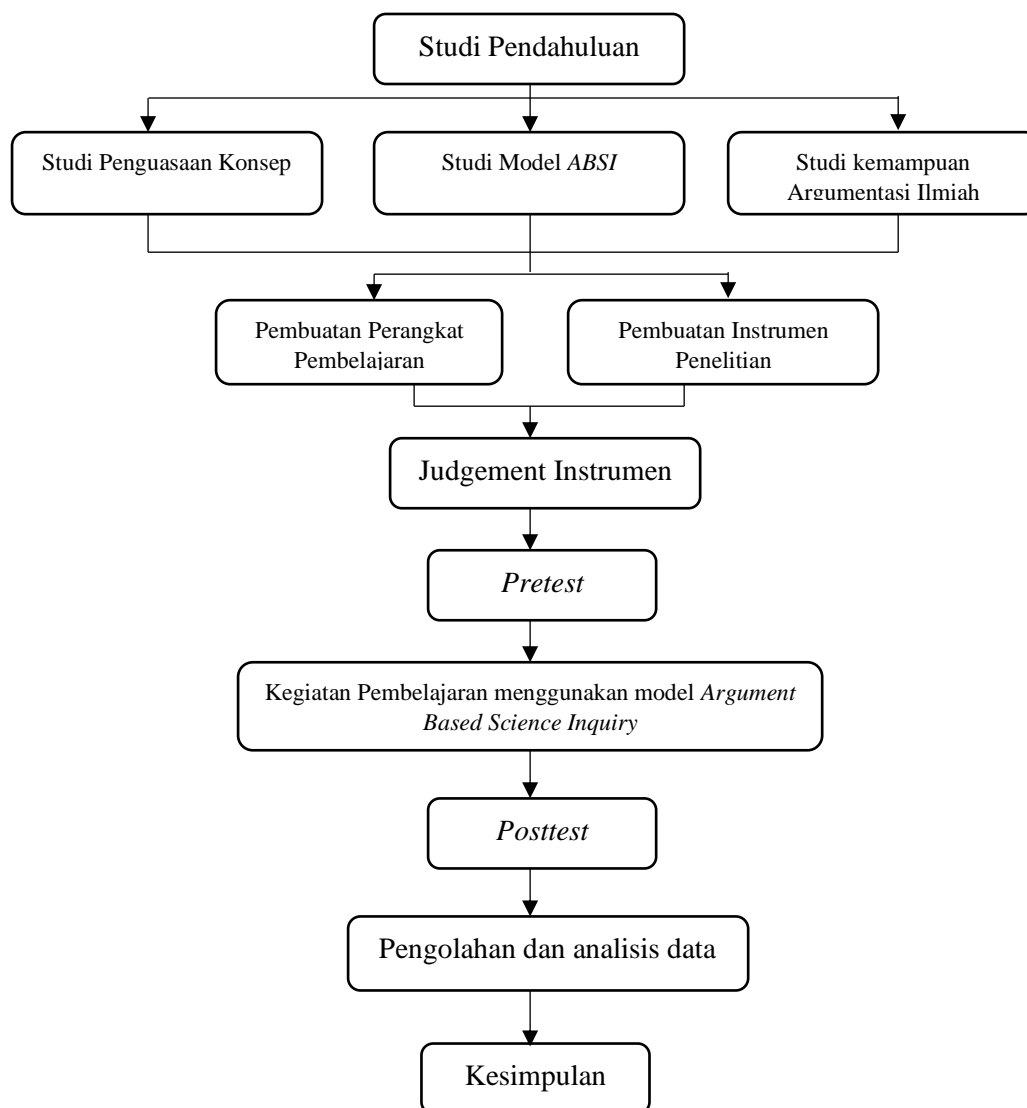 Studi Pendahuluan
Studi Penguasaan Konsep
Studi Model ABSI
Studi kemampuan
Argumentasi Ilmiah
Pembuatan Perangkat
Pembelajaran
Pembuatan Instrumen
Penelitian
Judgement Instrumen
Pretest
Kegiatan Pembelajaran menggunakan model Argument
Based Science Inquiry
Posttest
Pengolahan dan analisis data
Kesimpulan